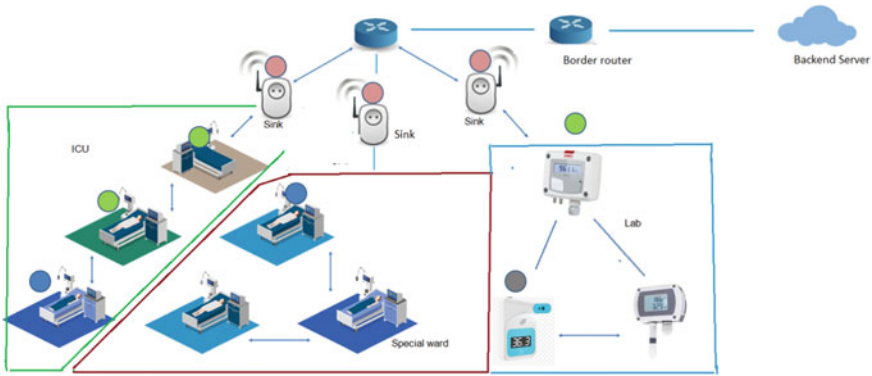 Border router
Backend Server
Sink
Sink
Sink
ICU
Lab
36.3
Special ward